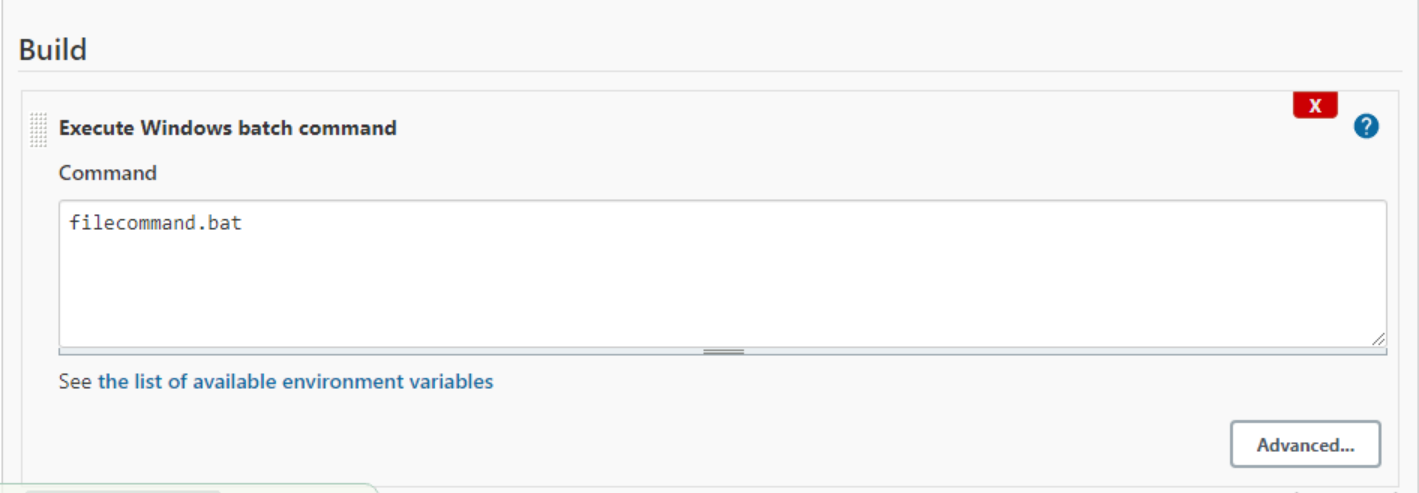 Build
X
Execute Windows batch command
?
Command
filecommand.bat
See the list of available environment variables
Advanced...